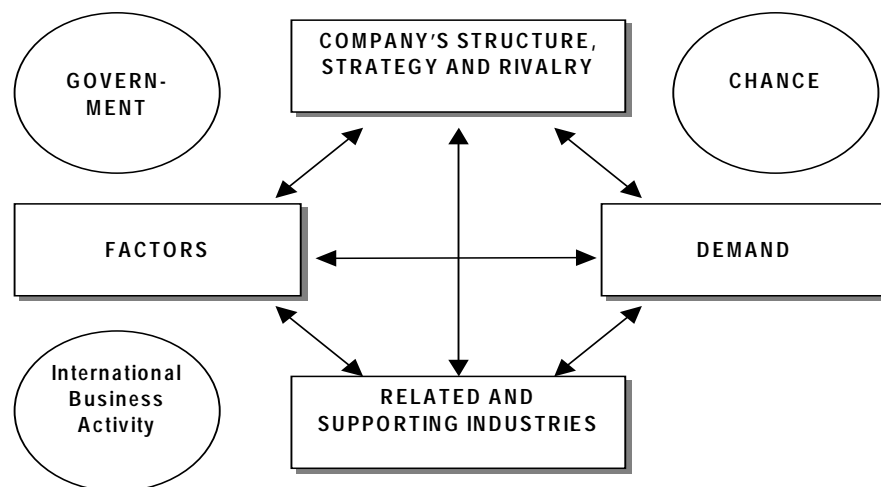 COMPANY'S STRUCTURE,
STRATEGY AND RIVALRY
GOVERN-
MENT
CHANCE
FACTORS
DEMAND
International
Business
Activity
RELATED AND
SUPPORTING INDUSTRIES